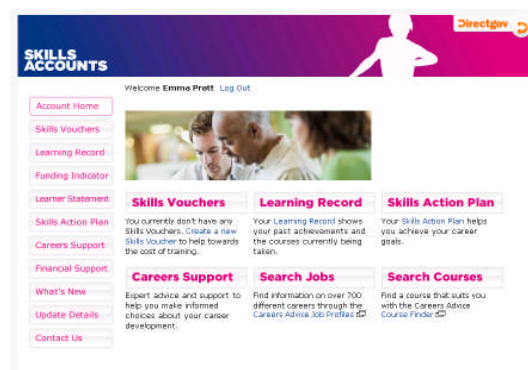 Directgov
SKILLS
ACCOUNTS
Welcome Emma Pratt Log Out
Account Home
Skills Vouchers
Learning Record
Funding Indicator
Learner Statement
Skills Action Plan
Careers Support
Financial Support
What's New
Update Details
Contact Us
Skills Vouchers
You currently don't have any
Skills Vouchers. Create a new
Skills Voucher to help towards
the cost of training.
Learning Record
Your Learning Record shows
your past achievements and
the courses currently being
taken.
Skills Action Plan
Your Skills Action Plan helps
you achieve your career
goals.
Careers Support
Expert advice and support to
help you make informed
choices about your career
development.
Search Jobs
Find information on over 700
different careers through the
Careers Advice Job Profiles
Search Courses
Find a course that suits you
with the Careers Advice
Course Finder